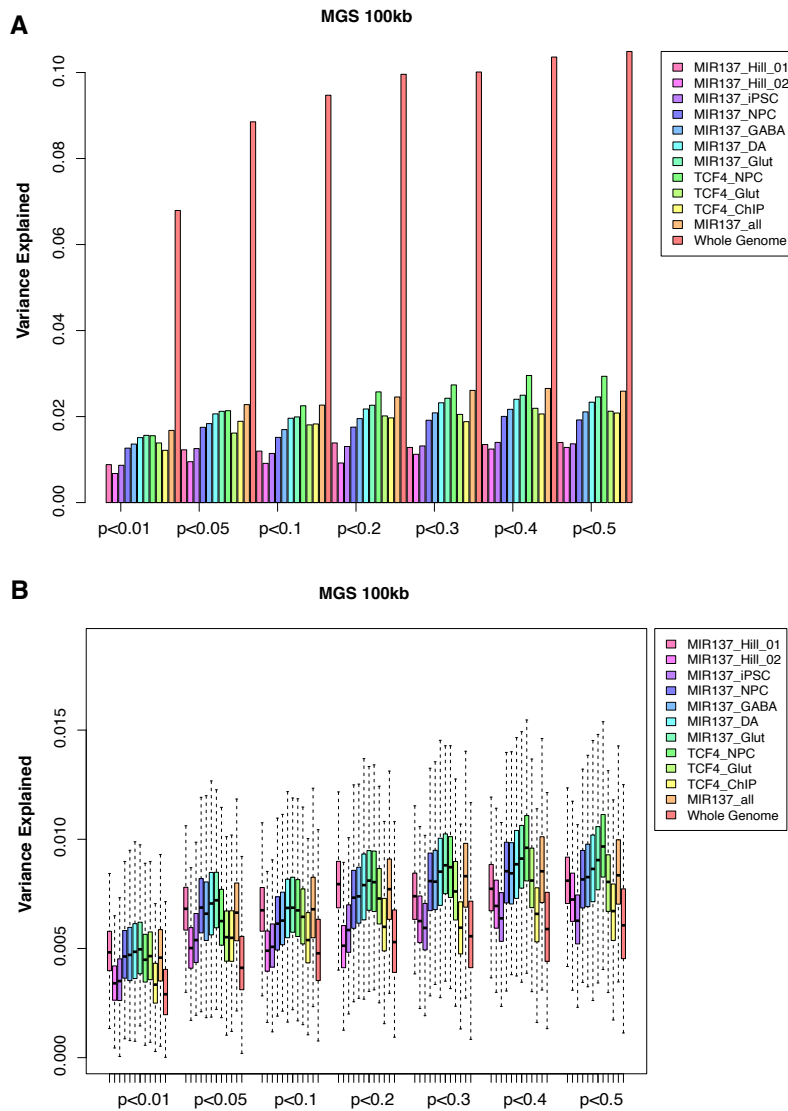 A
MGS 100kb
Variance Explained
0.10
0.08
0.06
0.04
0.02
0.00
p<0.01
p<0.05
p<0.1
p<0.2
p<0.3
p<0.4
p<0.5
MIR137_Hill_01
MIR137_Hill_02
MIR137_iPSC
MIR137_NPC
MIR137_GABA
MIR137_DA
MIR137_Glut
TCF4_NPC
TCF4_Glut
TCF4_ChIP
MIR137_all
Whole Genome
B
MGS 100kb
Variance Explained
0.015
0.010
0.005
0.000
p<0.01
p<0.05
p<0.1
p<0.2
p<0.3
p<0.4
p<0.5
MIR137_Hill_01
MIR137_Hill_02
MIR137_iPSC
MIR137_NPC
MIR137_GABA
MIR137_DA
MIR137_Glut
TCF4_NPC
TCF4_Glut
TCF4_ChIP
MIR137_all
Whole Genome